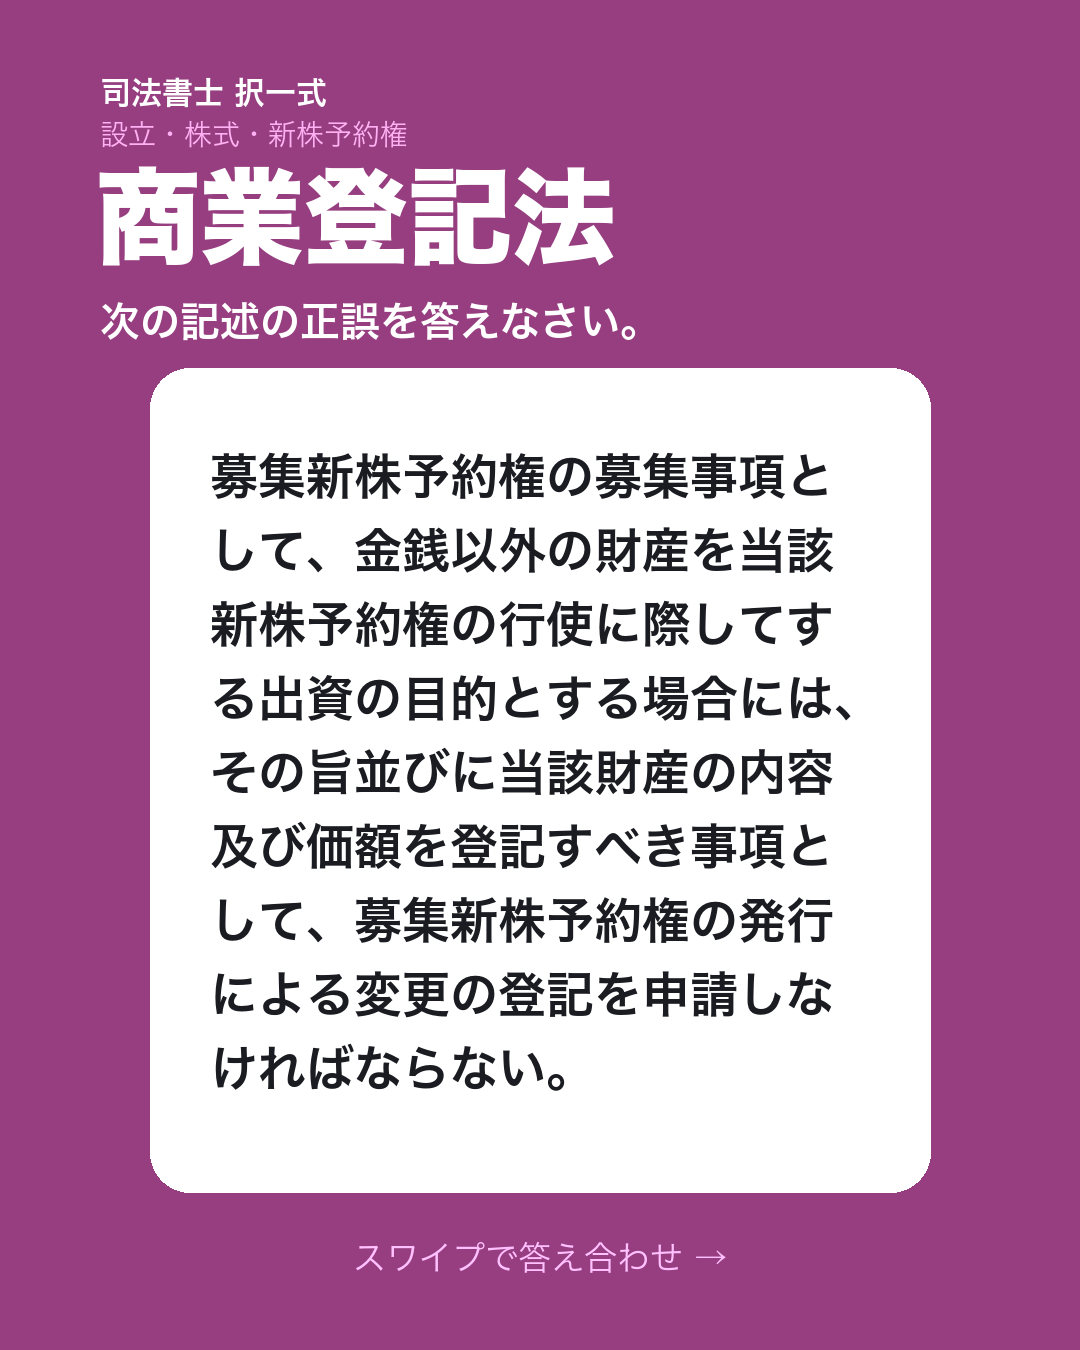 司法書士 択一式
設立・株式・新株予約権
商業登記法
次の記述の正誤を答えなさい。
募集新株予約権の募集事項と
して、金銭以外の財産を当該
新株予約権の行使に際してす
る出資の目的とする場合には、
その旨並びに当該財産の内容
及び価額を登記すべき事項と
して、募集新株予約権の発行
による変更の登記を申請しな
ければならない。
スワイプで答え合わせ →